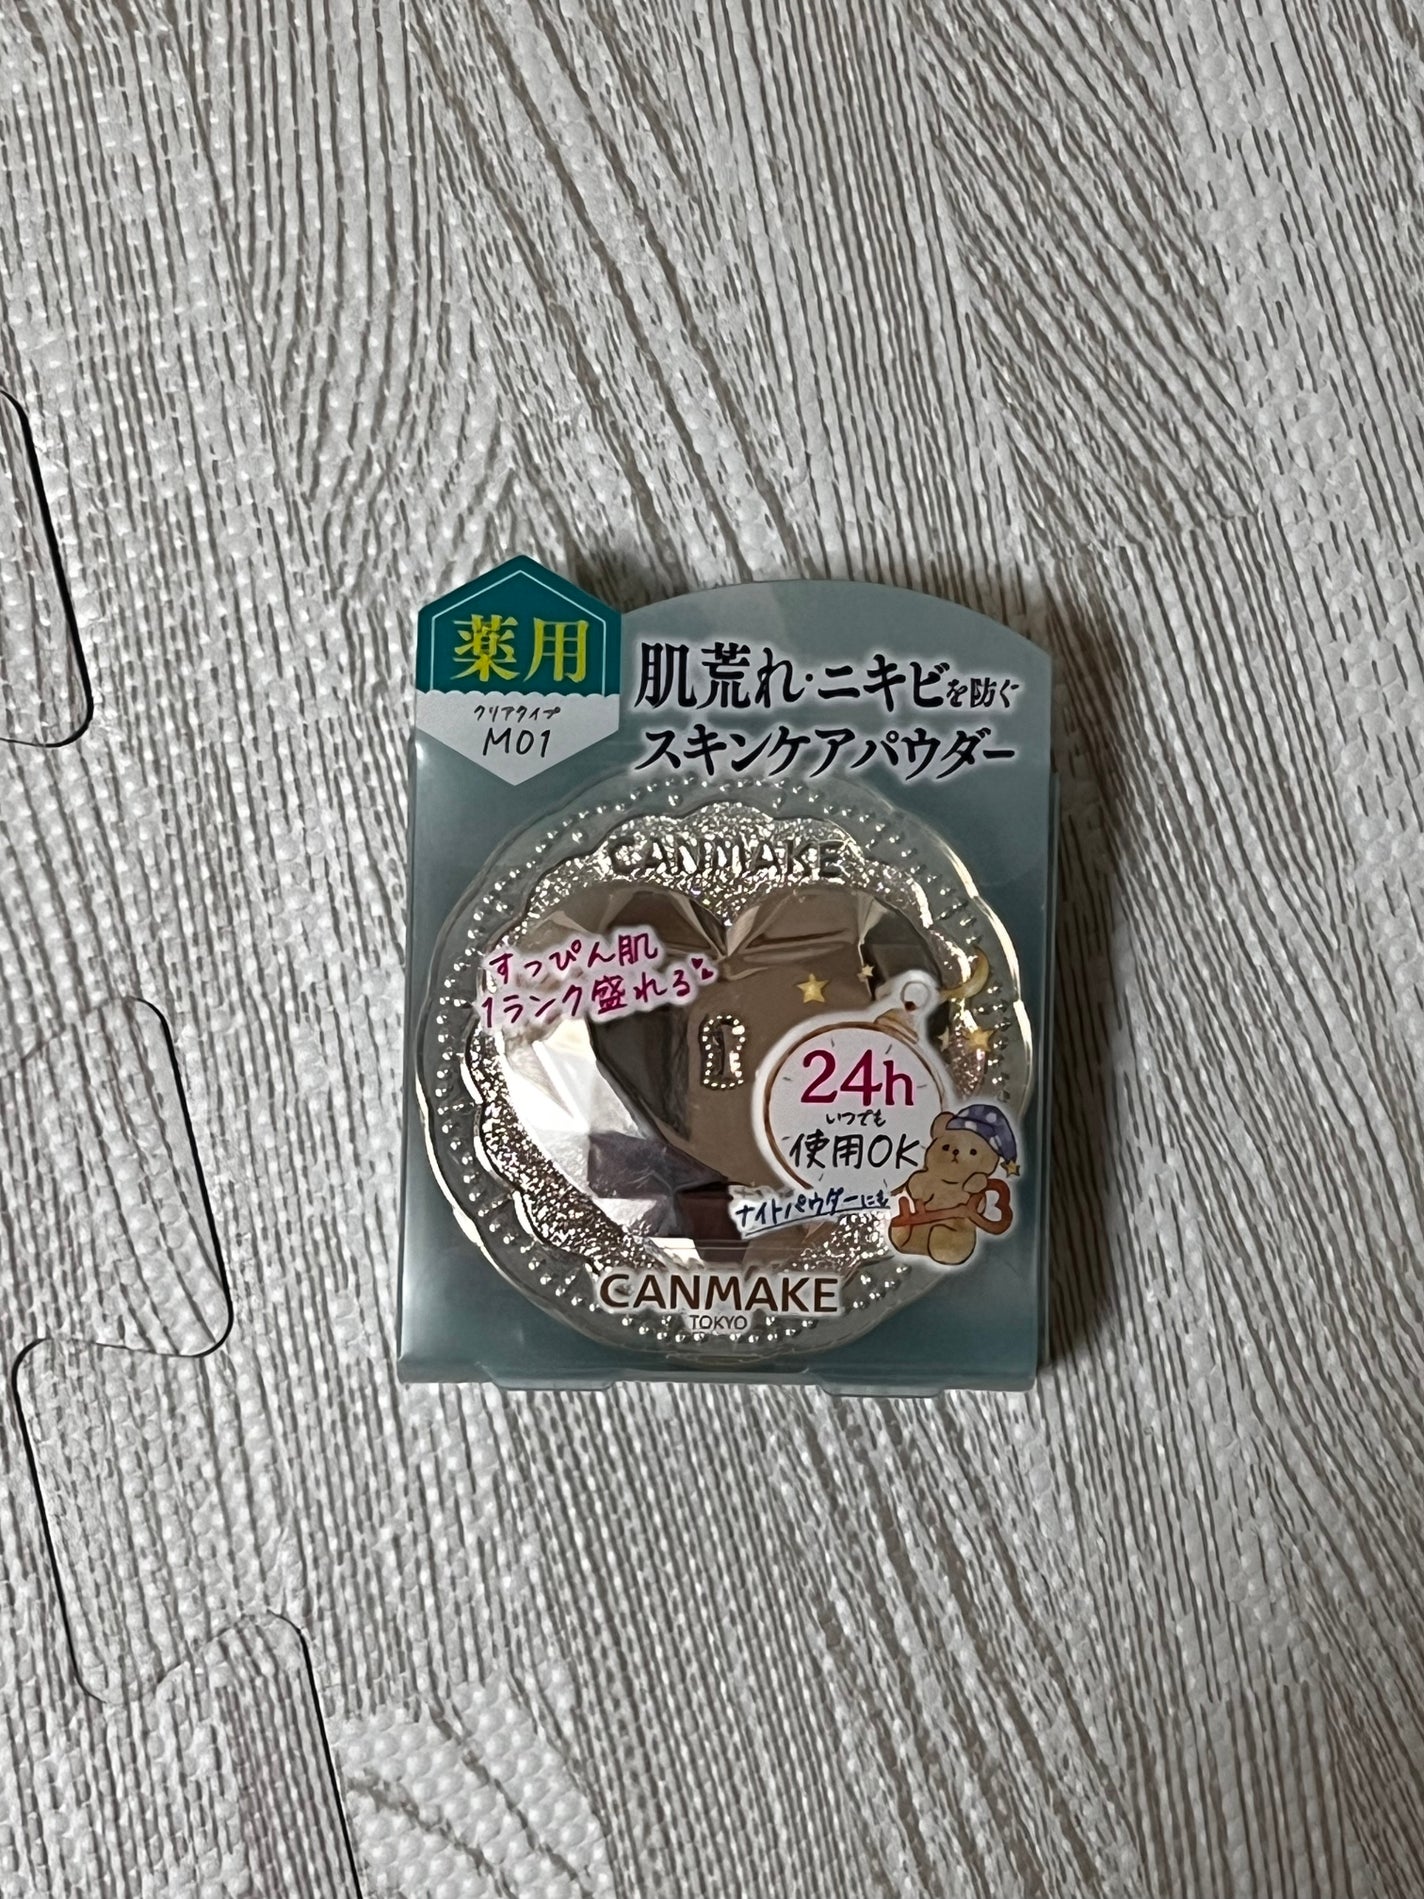 薬用
クリアタイプ
M01
肌荒れ・ニキビを防ぐ
スキンケアパウダー
CANMAKE
すっぴん肌
1ランク盛れる
24h
いつでも
使用OK
ナイトパウダーにも
CANMAKE
TOKYO